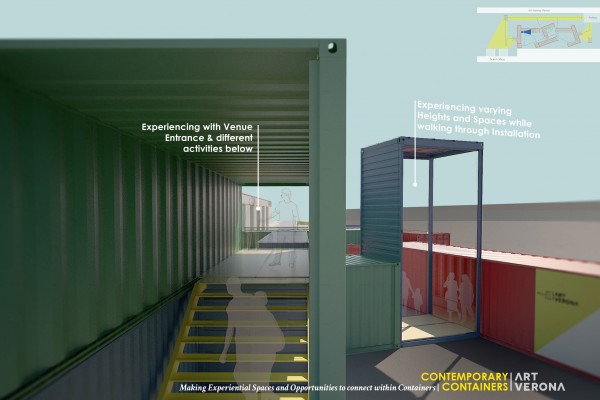 Experiencing with Venue
Entrance & different
activities below
Experiencing varying
Heights and Spaces while
walking through Installation
ART
VERONA
Making Experiential Spaces and Opportunities to connect within Containers |
CONTEMPORARY
CONTAINERS
ART
VERONA